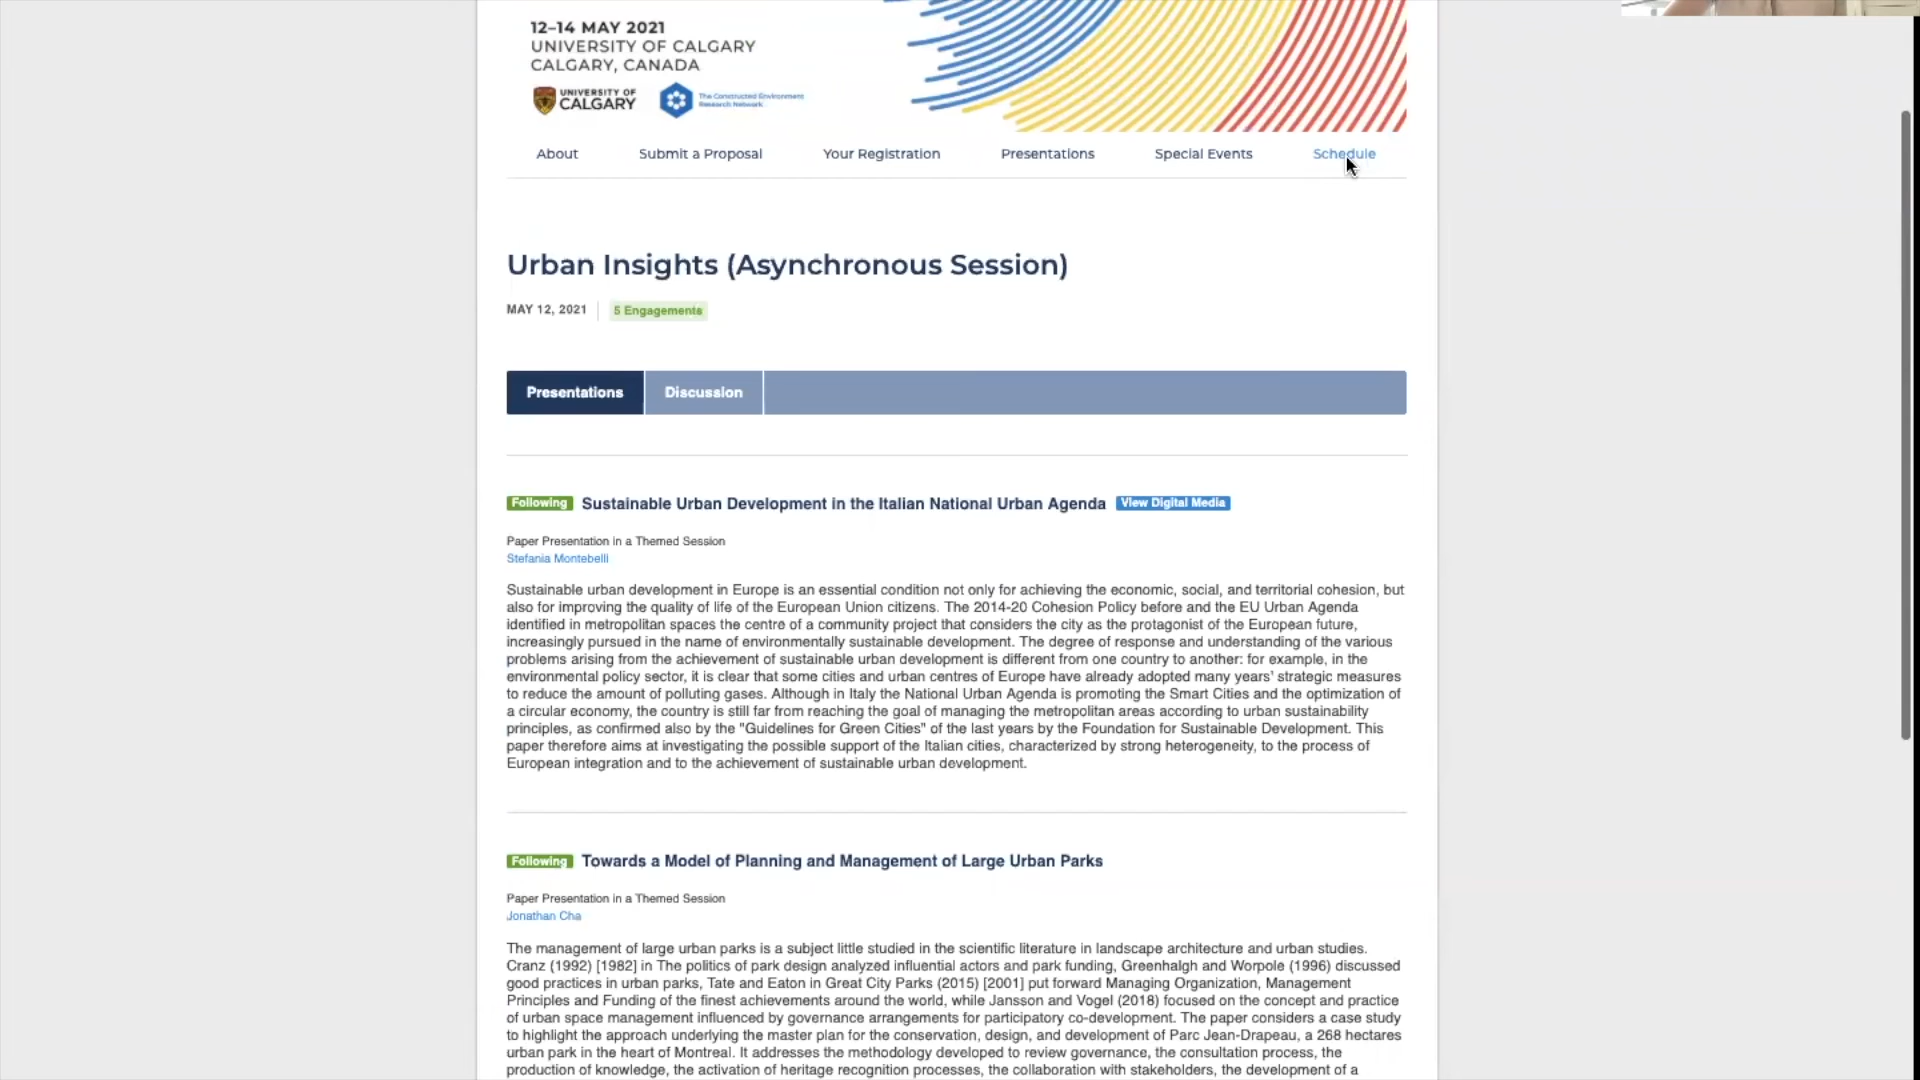 12–14 MAY 2021
UNIVERSITY OF CALGARY
CALGARY, CANADA
UNIVERSITY OF
CALGARY
The Constructed Environment
Research Network
About
Submit a Proposal
Your Registration
Presentations
Special Events
Schedule
Urban Insights (Asynchronous Session)
MAY 12, 2021
5 Engagements
Presentations
Discussion
Following Sustainable Urban Development in the Italian National Urban Agenda View Digital Media
Paper Presentation in a Themed Session
Stefania Montebelli
Sustainable urban development in Europe is an essential condition not only for achieving the economic, social, and territorial cohesion, but
also for improving the quality of life of the European Union citizens. The 2014-20 Cohesion Policy before and the EU Urban Agenda
identified in metropolitan spaces the centre of a community project that considers the city as the protagonist of the European future,
increasingly pursued in the name of environmentally sustainable development. The degree of response and understanding of the various
problems arising from the achievement of sustainable urban development is different from one country to another: for example, in the
environmental policy sector, it is clear that some cities and urban centres of Europe have already adopted many years' strategic measures
to reduce the amount of polluting gases. Although in Italy the National Urban Agenda is promoting the Smart Cities and the optimization of
a circular economy, the country is still far from reaching the goal of managing the metropolitan areas according to urban sustainability
principles, as confirmed also by the "Guidelines for Green Cities" of the last years by the Foundation for Sustainable Development. This
paper therefore aims at investigating the possible support of the Italian cities, characterized by strong heterogeneity, to the process of
European integration and to the achievement of sustainable urban development.
Following Towards a Model of Planning and Management of Large Urban Parks
Paper Presentation in a Themed Session
Jonathan Cha
The management of large urban parks is a subject little studied in the scientific literature in landscape architecture and urban studies.
Cranz (1992) [1982] in The politics of park design analyzed influential actors and park funding, Greenhalgh and Worpole (1996) discussed
good practices in urban parks, Tate and Eaton in Great City Parks (2015) [2001] put forward Managing Organization, Management
Principles and Funding of the finest achievements around the world, while Jansson and Vogel (2018) focused on the concept and practice
of urban space management influenced by governance arrangements for participatory co-development. The paper considers a case study
to highlight the approach underlying the master plan for the conservation, design, and development of Parc Jean-Drapeau, a 268 hectares
urban park in the heart of Montreal. It addresses the methodology developed to review governance, the consultation process, the
production of knowledge, the activation of heritage recognition processes, the collaboration with stakeholders, the development of a